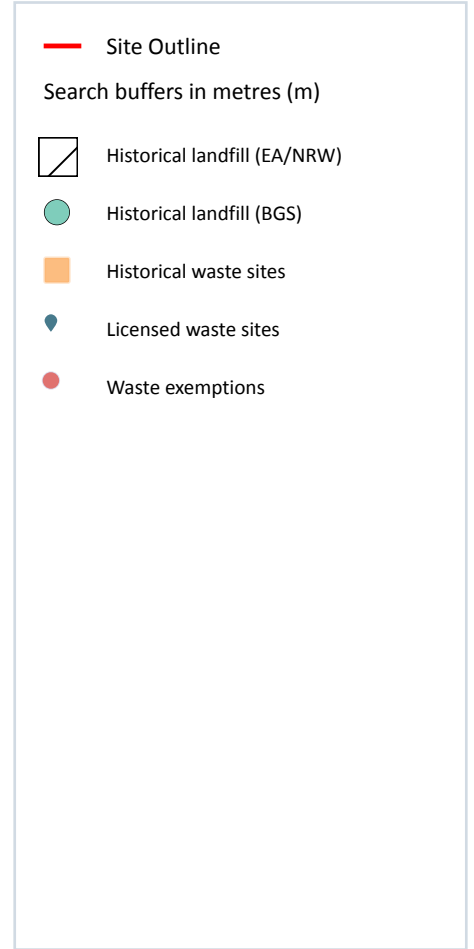 Site Outline
Search buffers in metres (m)
Historical landfill (EA/NRW)
Historical landfill (BGS)
Historical waste sites
Licensed waste sites
Waste exemptions